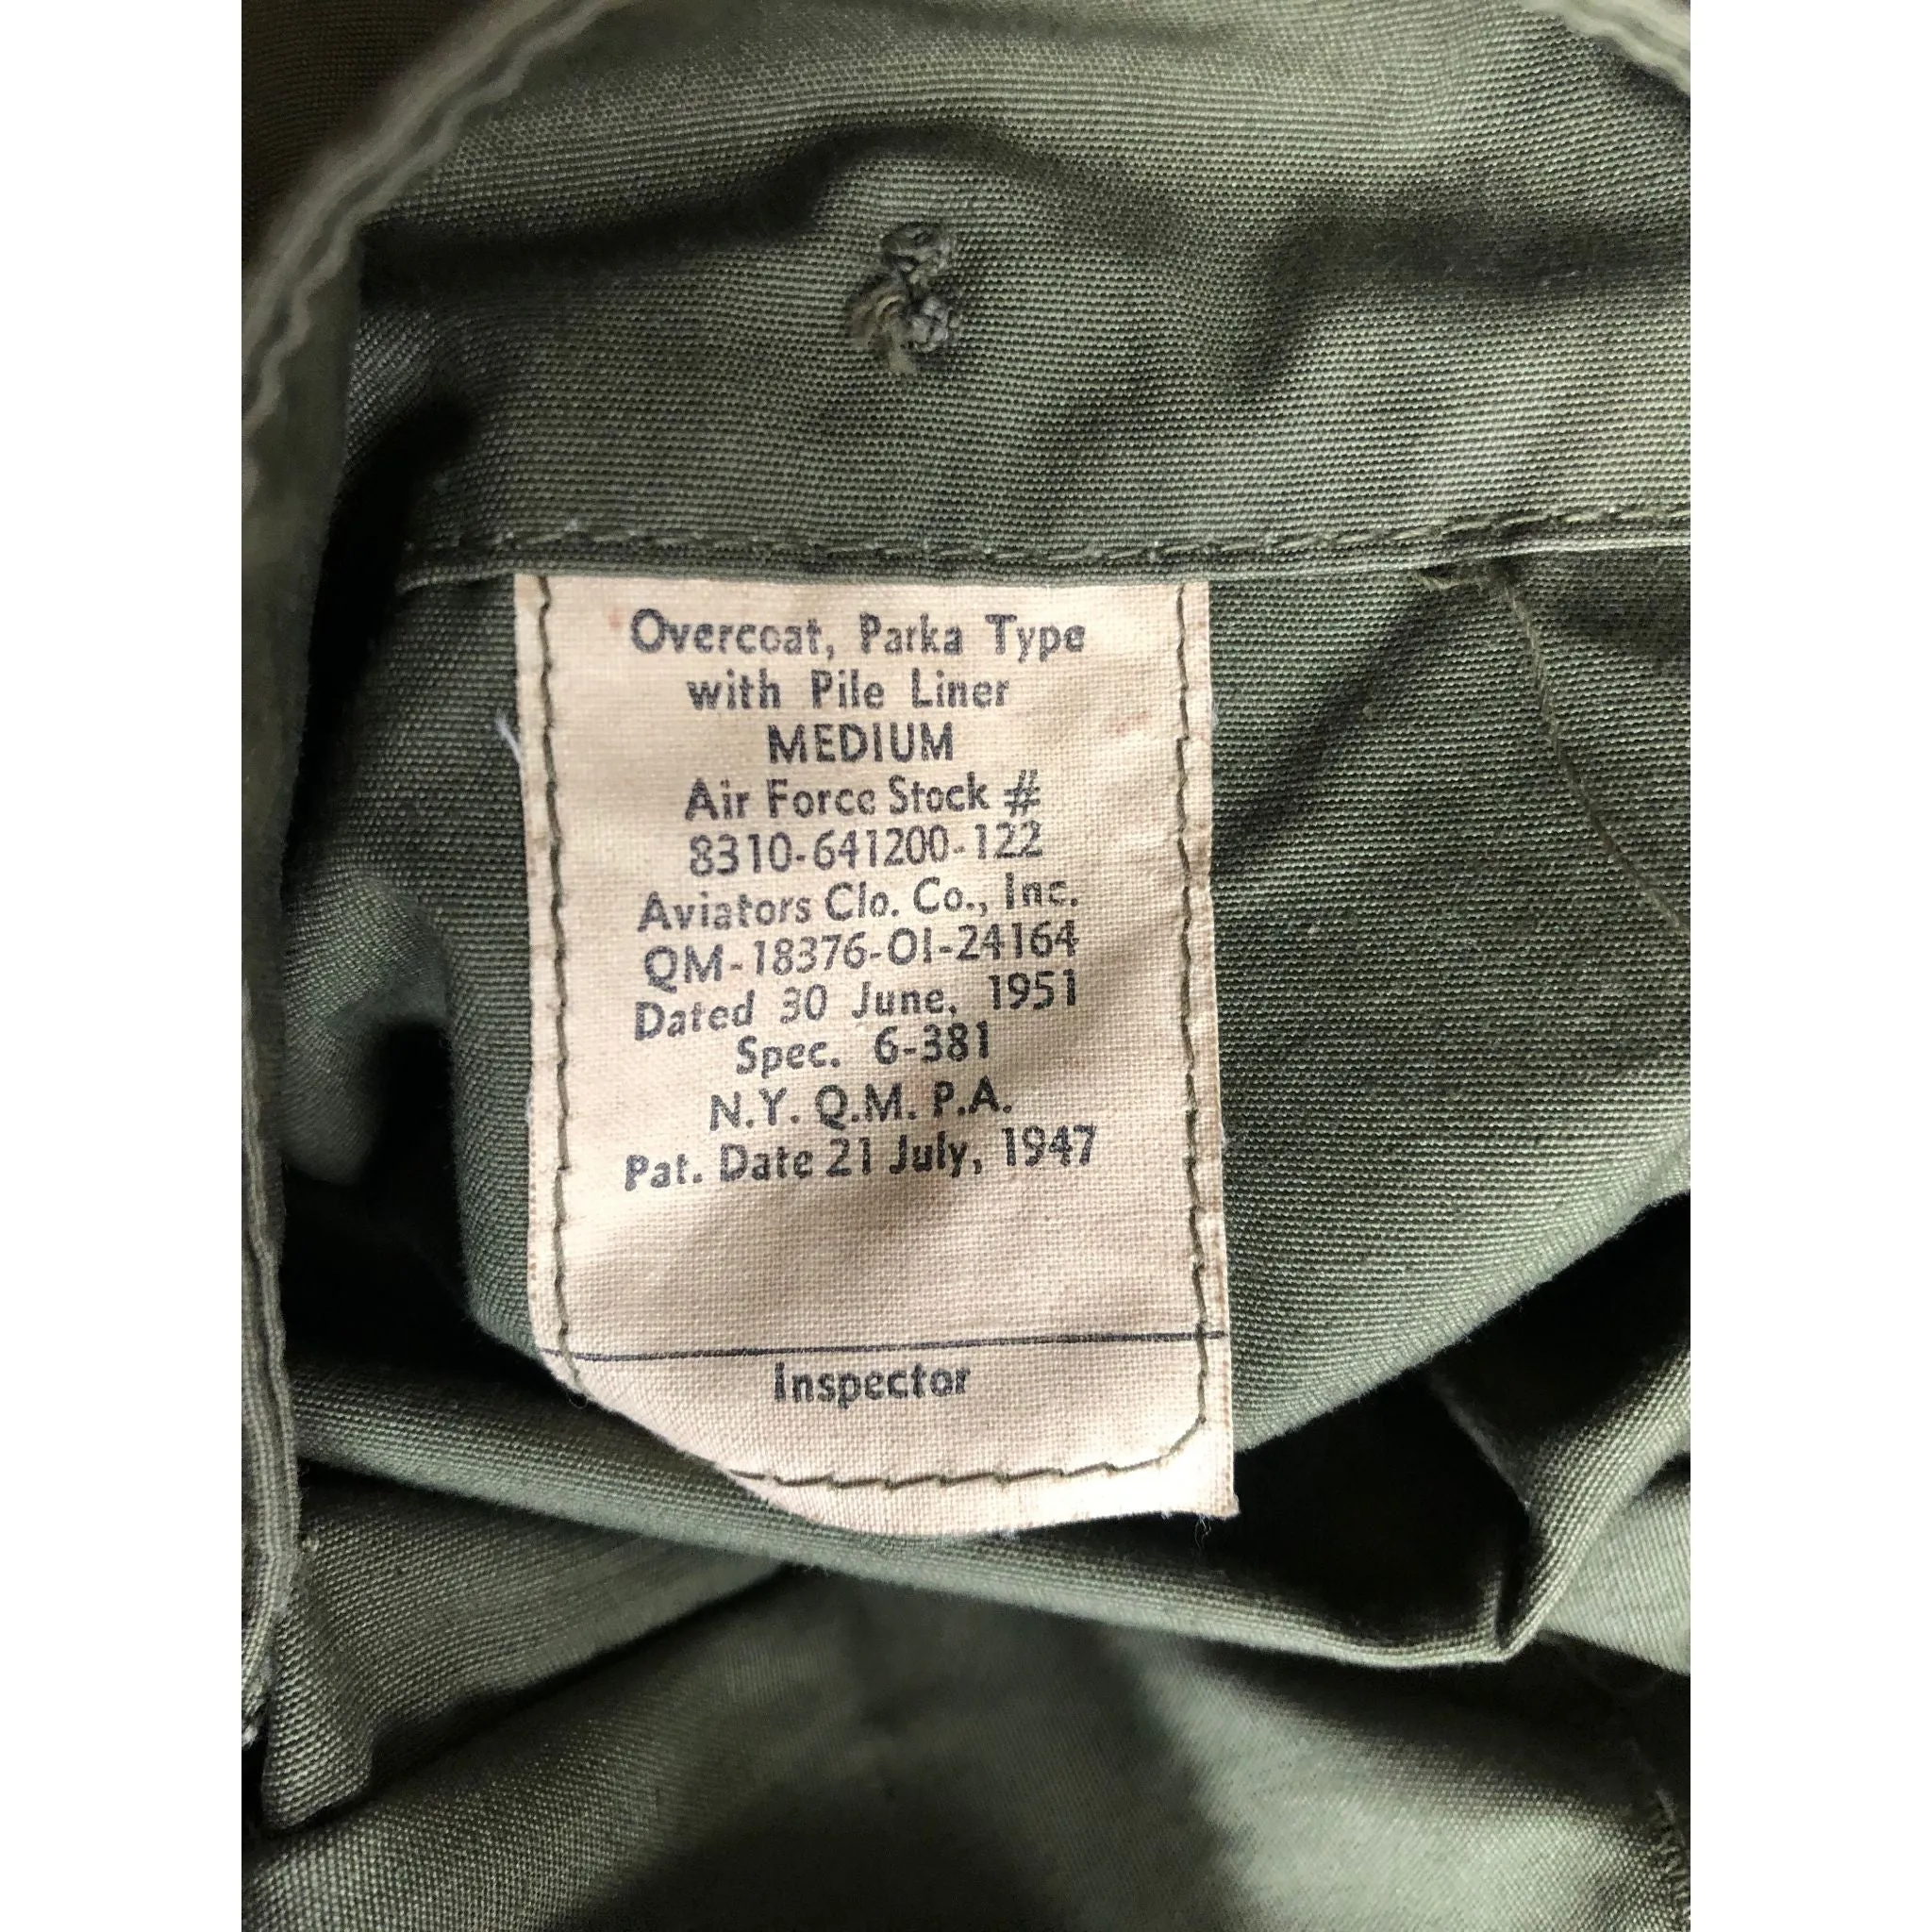 Overcoat, Parka Type
with Pile Liner
MEDIUM
Air Force Stock #
8310-641200-122
Aviators Clo. Co., Inc.
QM-18376-OI-24164
Dated 30 June, 1951
Spec. 6-381
N.Y. Q.M. P.A.
Pat. Date 21 July, 1947
Inspector